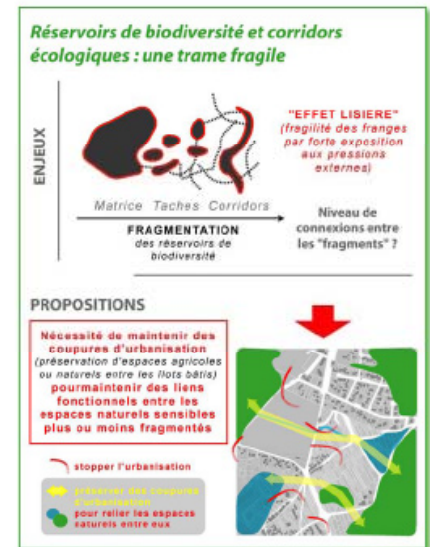 Réservoirs de biodiversité et corridors
écologiques : une trame fragile
ENJEUX
"EFFET LISIERE"
(fragilité des franges
par forte exposition
aux pressions
externes)
Matrice Taches Corridors
FRAGMENTATION
des réservoirs de
biodiversité
Niveau de
connexions entre
les "fragments" ?
PROPOSITIONS
Nécessité de maintenir des
coupures d'urbanisation
(préservation d'espaces agricoles
ou naturels entre les îlots bâtis)
pourmaintenir des liens
fonctionnels entre les
espaces naturels sensibles
plus ou moins fragmentés
stopper l'urbanisation
préserver des coupures
d'urbanisation
pour relier les espaces
naturels entre eux